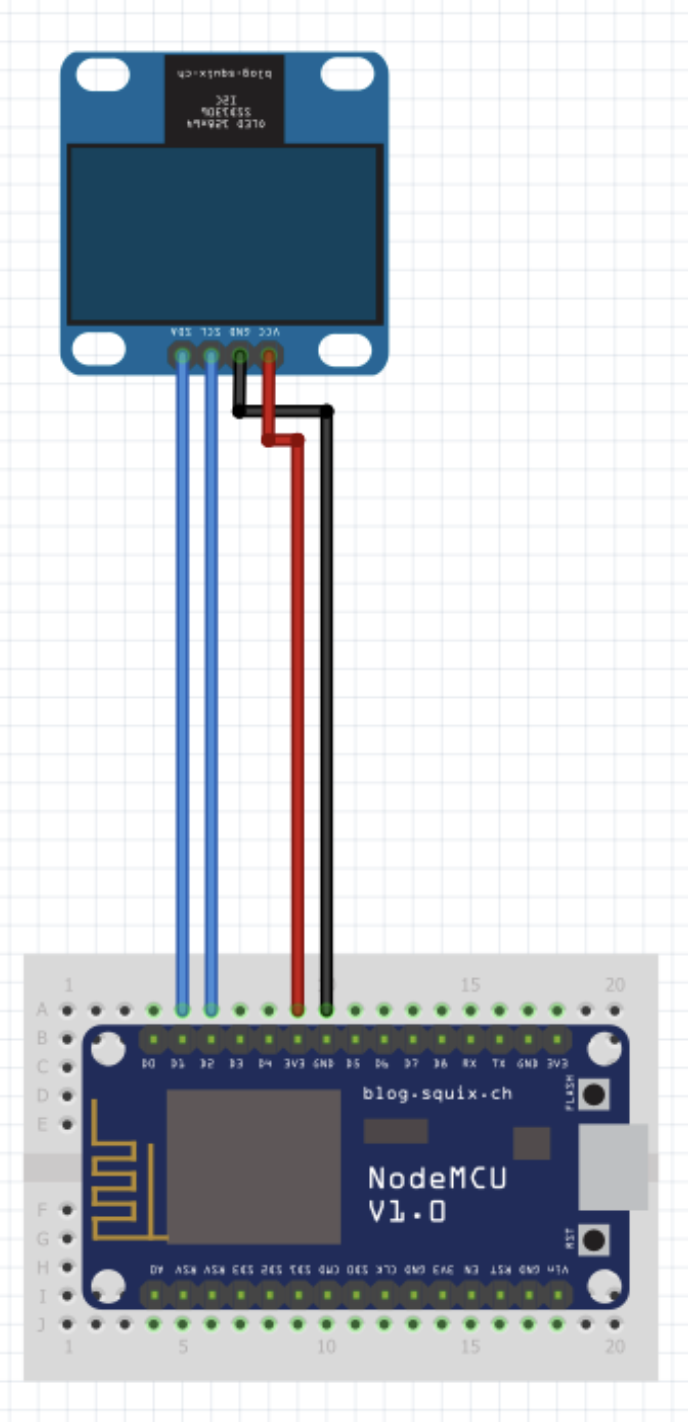 blog.squix.ch
I2C
SSD1306
OLED 128x64
SDA SCL GND VCC
1 15 20
A
B
C
D
E
F
G
H
I
J
D0 D1 D2 D3 D4 3V3 GND D5 D6 D7 D8 RX TX GND 3V3
blog.squix.ch
FLASH
NodeMCU
V1.0
RST
A0 RSV RSV SD3 SD2 SD1 CMD SD0 CLK GND 3V3 EN RST GND Vin
1 5 10 15 20